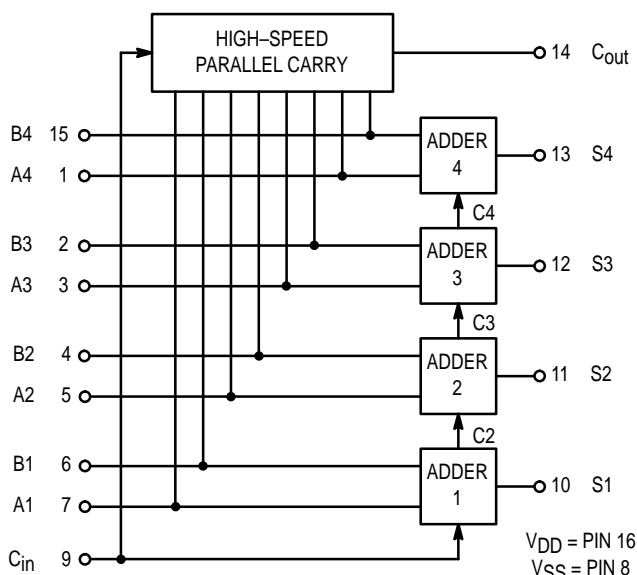 HIGH–SPEED
PARALLEL CARRY
14 Cout
B4 15
ADDER
4
13 S4
A4 1
C4
B3 2
ADDER
3
12 S3
A3 3
C3
B2 4
ADDER
2
11 S2
A2 5
C2
B1 6
ADDER
1
10 S1
A1 7
Cin 9
VDD = PIN 16
VSS = PIN 8